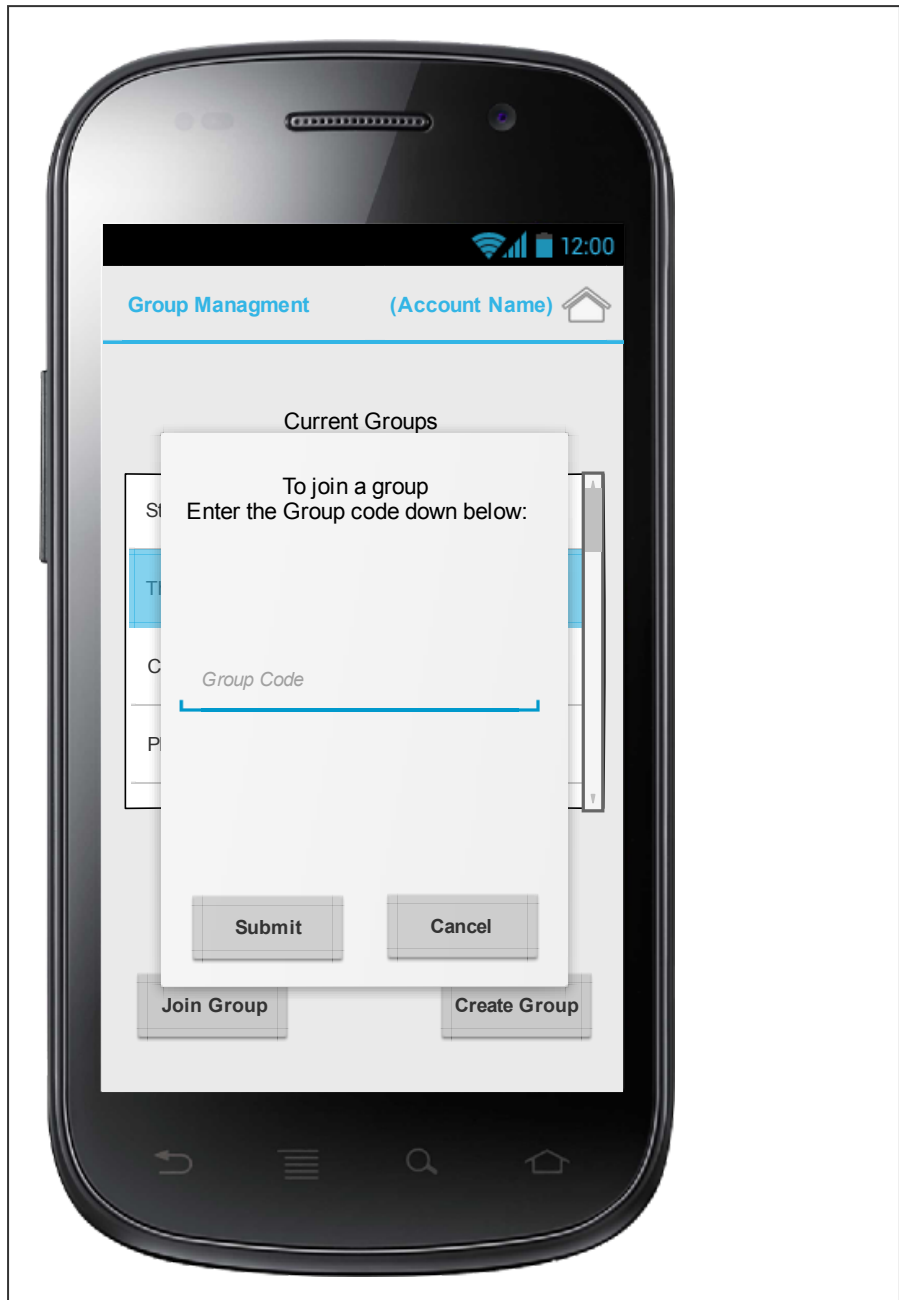 12:00
Group Managment (Account Name)
Current Groups
To join a group
Enter the Group code down below:
Group Code
Submit Cancel
Join Group Create Group